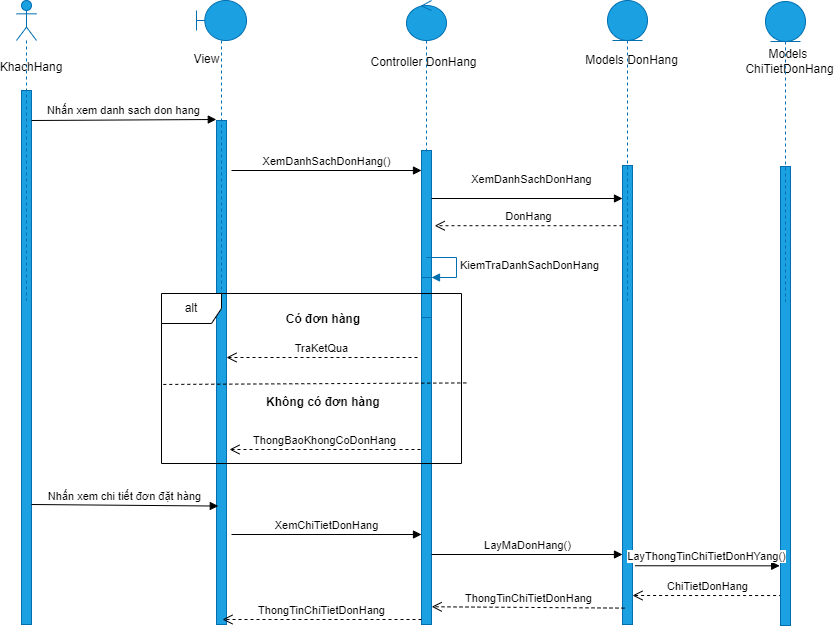 KhachHang
View
Controller DonHang
Models DonHang
Models
ChiTietDonHang
Nhấn xem danh sach don hang
XemDanhSachDonHang()
XemDanhSachDonHang
DonHang
KiemTraDanhSachDonHang
alt
Có đơn hàng
TraKetQua
Không có đơn hàng
ThongBaoKhongCoDonHang
Nhấn xem chi tiết đơn đặt hàng
XemChiTietDonHang
LayMaDonHang()
LayThongTinChiTietDonHYang()
ChiTietDonHang
ThongTinChiTietDonHang
ThongTinChiTietDonHang